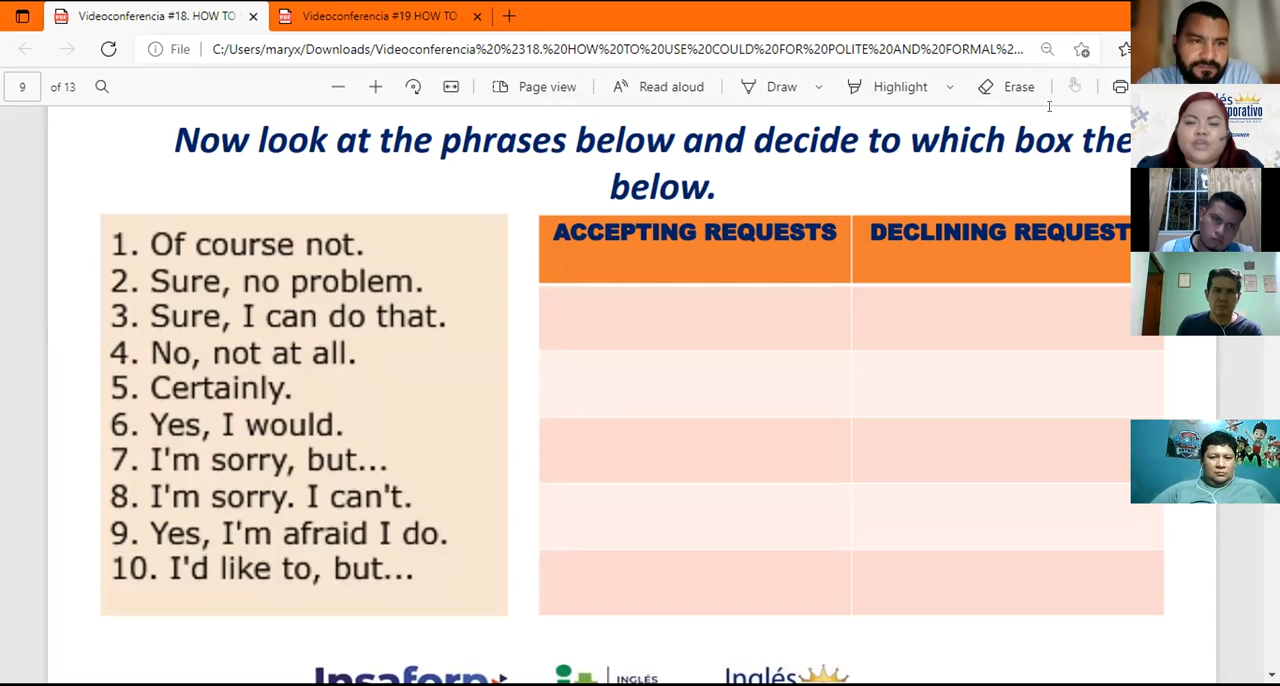 Videoconferencia #18. HOW TO
Videoconferencia #19 HOW TO
File
C:/Users/maryx/Downloads/Videoconferencia%20%2318.%20HOW%20TO%20USE%20COULD%20FOR%20POLITE%20AND%20FORMAL%2...
9 of 13
Page view
Read aloud
Draw
Highlight
Erase
Now look at the phrases below and decide to which box the
below.
1. Of course not.
2. Sure, no problem.
3. Sure, I can do that.
4. No, not at all.
5. Certainly.
6. Yes, I would.
7. I'm sorry, but...
8. I'm sorry. I can't.
9. Yes, I'm afraid I do.
10. I'd like to, but...
ACCEPTING REQUESTS
DECLINING REQUEST
Insaforp
INGLÉS
Inglés